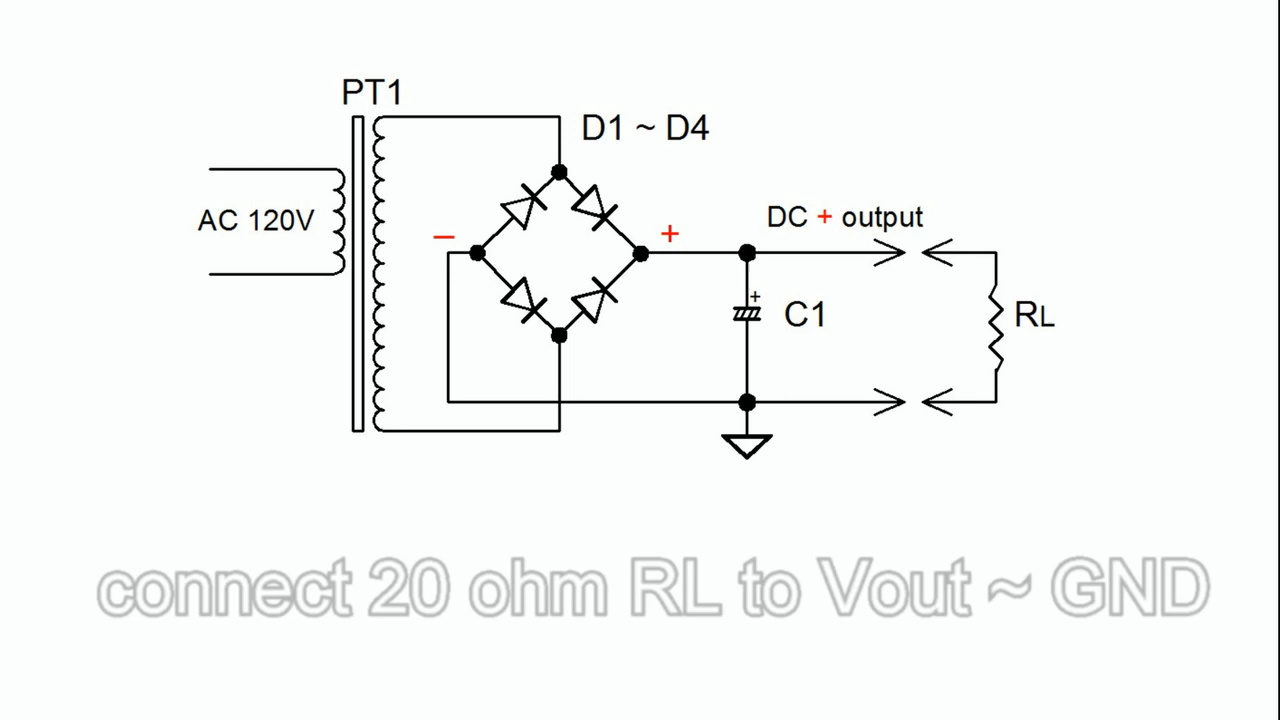 PT1
D1 ~ D4
AC 120V
−
+
DC + output
+
C1
RL
connect 20 ohm RL to Vout ~ GND